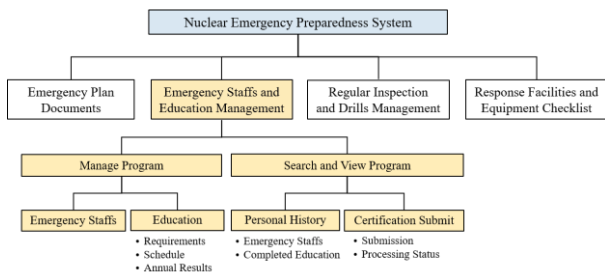 Nuclear Emergency Preparedness System
Emergency Plan
Documents
Emergency Staffs and
Education Management
Regular Inspection
and Drills Management
Response Facilities and
Equipment Checklist
Manage Program
Search and View Program
Emergency Staffs
Education
Personal History
Certification Submit
• Requirements
• Schedule
• Annual Results
• Emergency Staffs
• Completed Education
• Submission
• Processing Status